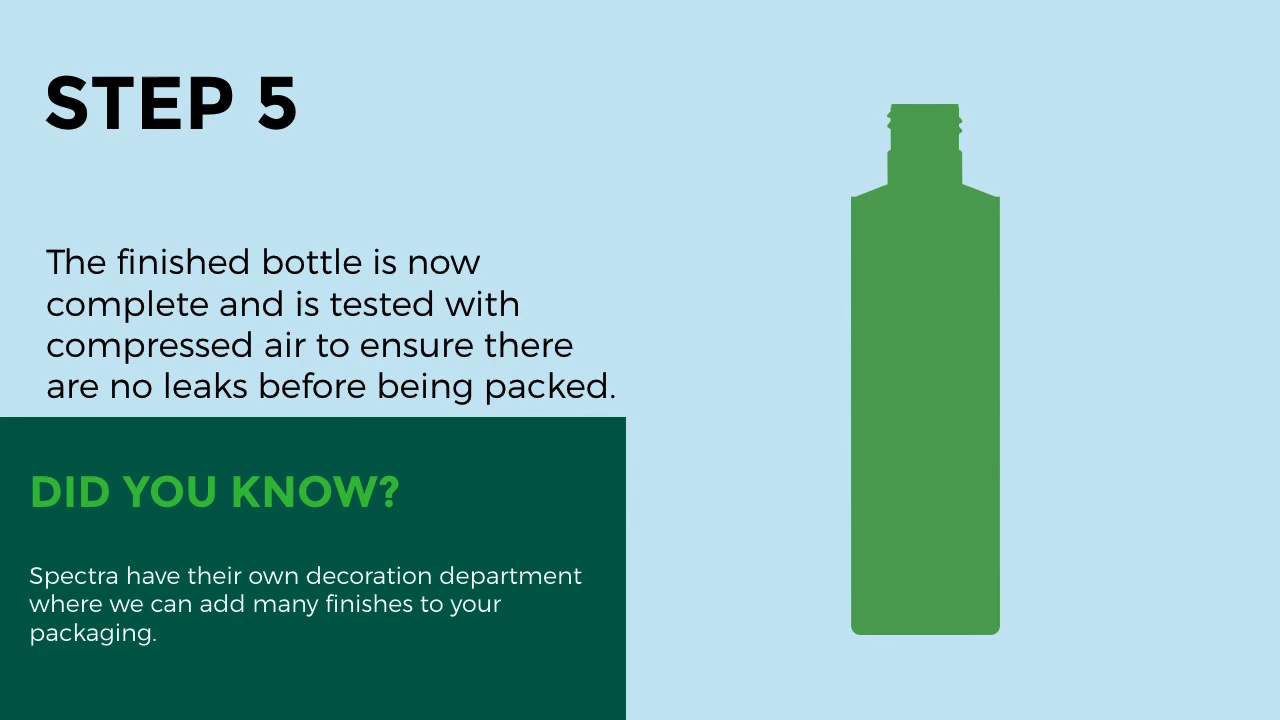 STEP 5
The finished bottle is now
complete and is tested with
compressed air to ensure there
are no leaks before being packed.
DID YOU KNOW?
Spectra have their own decoration department
where we can add many finishes to your
packaging.